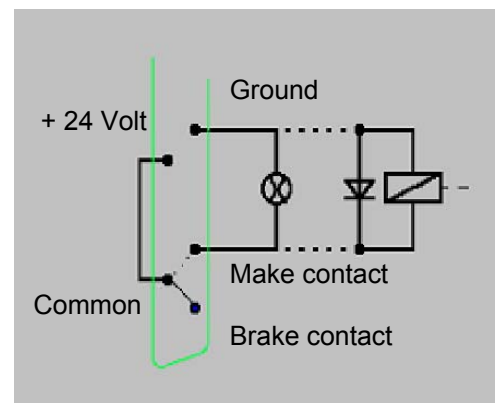 Ground
+ 24 Volt
Make contact
Common
Brake contact